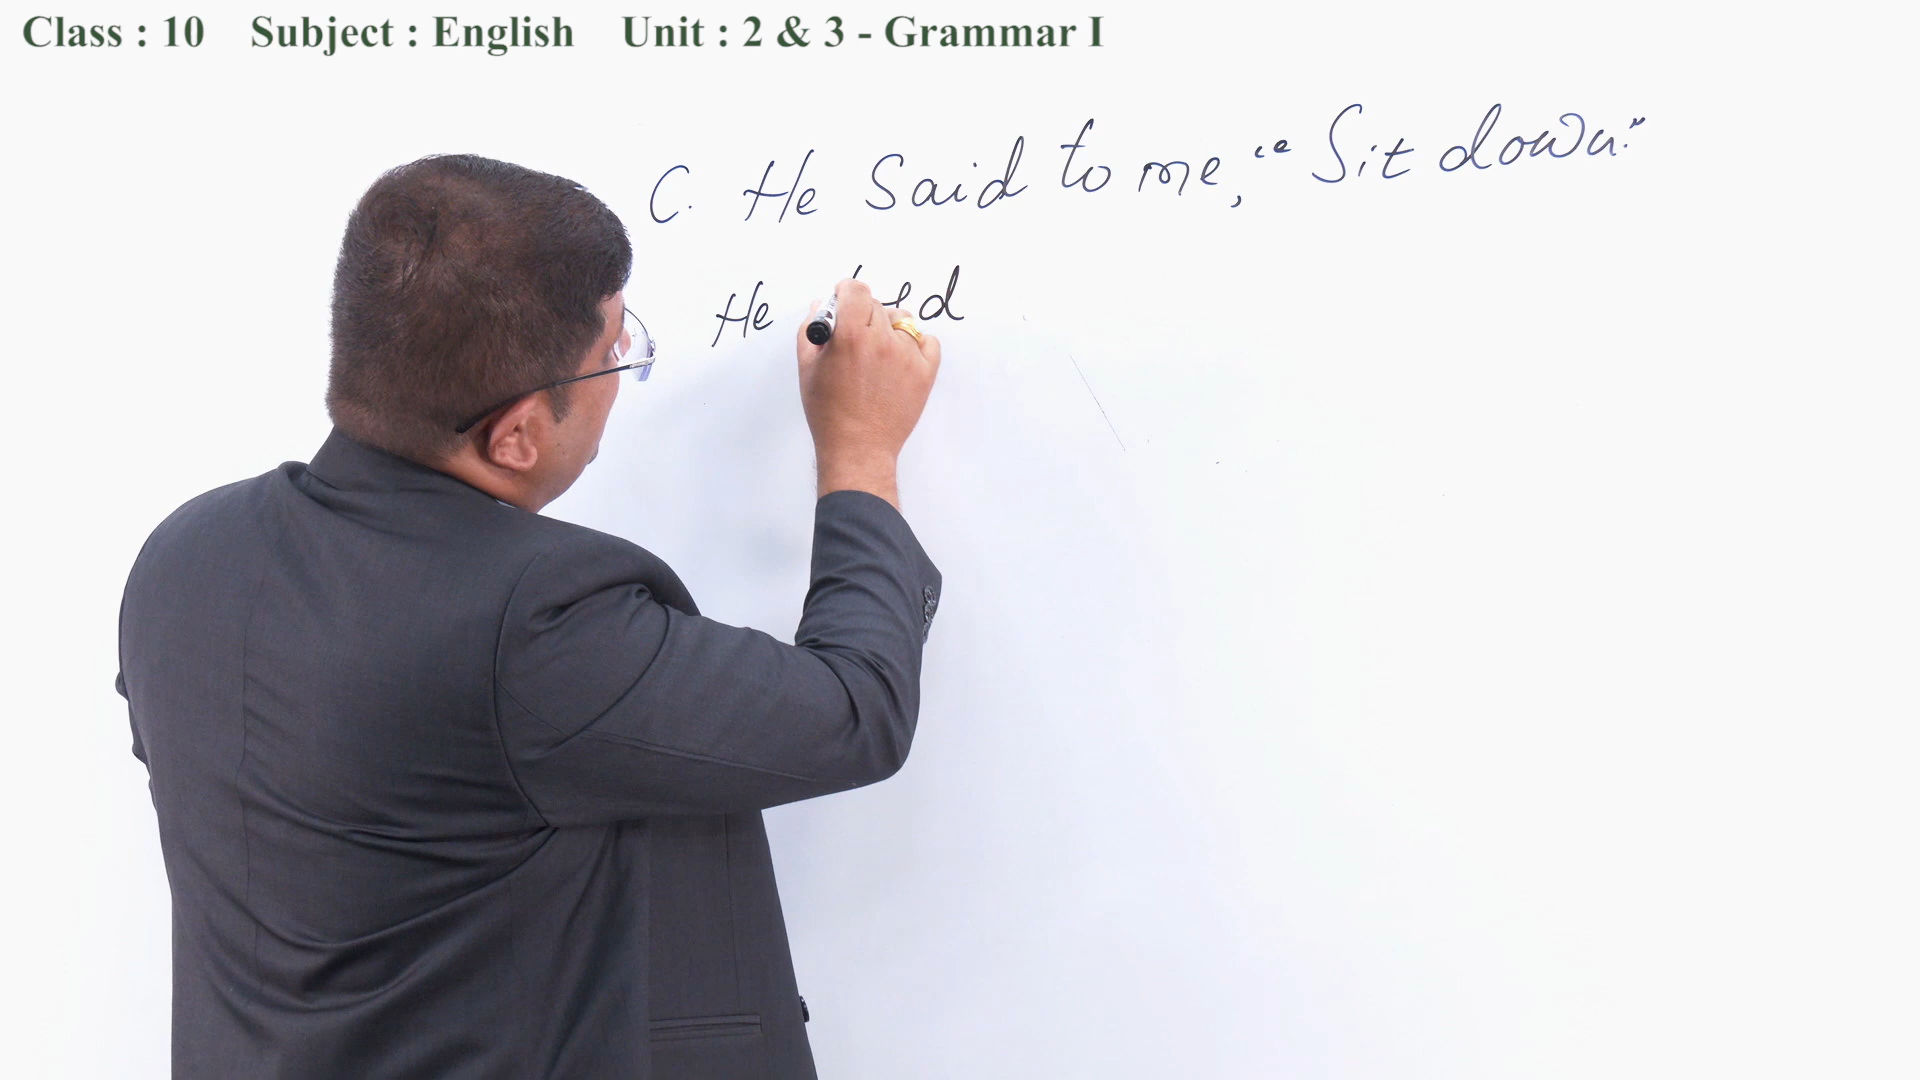 Class : 10 Subject : English Unit : 2 & 3 - Grammar I
C. He Said to me, "Sit down."
He